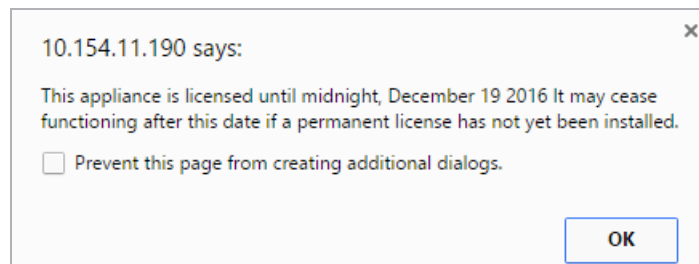 10.154.11.190 says:
This appliance is licensed until midnight, December 19 2016 It may cease
functioning after this date if a permanent license has not yet been installed.
Prevent this page from creating additional dialogs.
OK